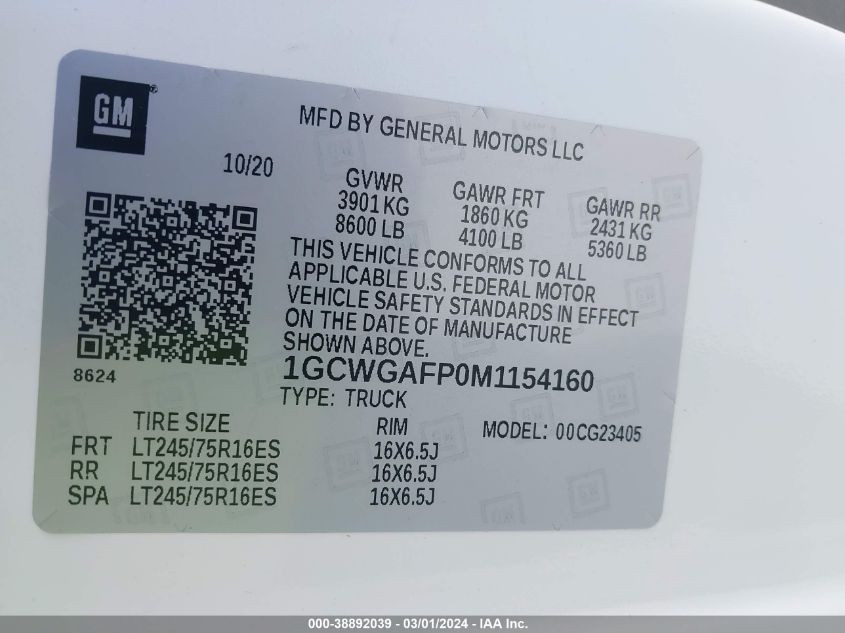 GM®
MFD BY GENERAL MOTORS LLC
10/20
GVWR
3901 KG
8600 LB
GAWR FRT
1860 KG
4100 LB
GAWR RR
2431 KG
5360 LB
THIS VEHICLE CONFORMS TO ALL
APPLICABLE U.S. FEDERAL MOTOR
VEHICLE SAFETY STANDARDS IN EFFECT
ON THE DATE OF MANUFACTURE
SHOWN ABOVE.
8624
1GCWGAFP0M1154160
TYPE: TRUCK
TIRE SIZE RIM MODEL: 00CG23405
FRT LT245/75R16ES 16X6.5J
RR LT245/75R16ES 16X6.5J
SPA LT245/75R16ES 16X6.5J
000-38892039 - 03/01/2024 - IAA Inc.